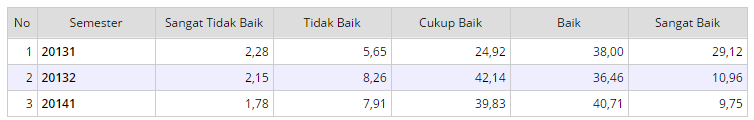 No Semester Sangat Tidak Baik Tidak Baik Cukup Baik Baik Sangat Baik
1 20131 2,28 5,65 24,92 38,00 29,12
2 20132 2,15 8,26 42,14 36,46 10,96
3 20141 1,78 7,91 39,83 40,71 9,75